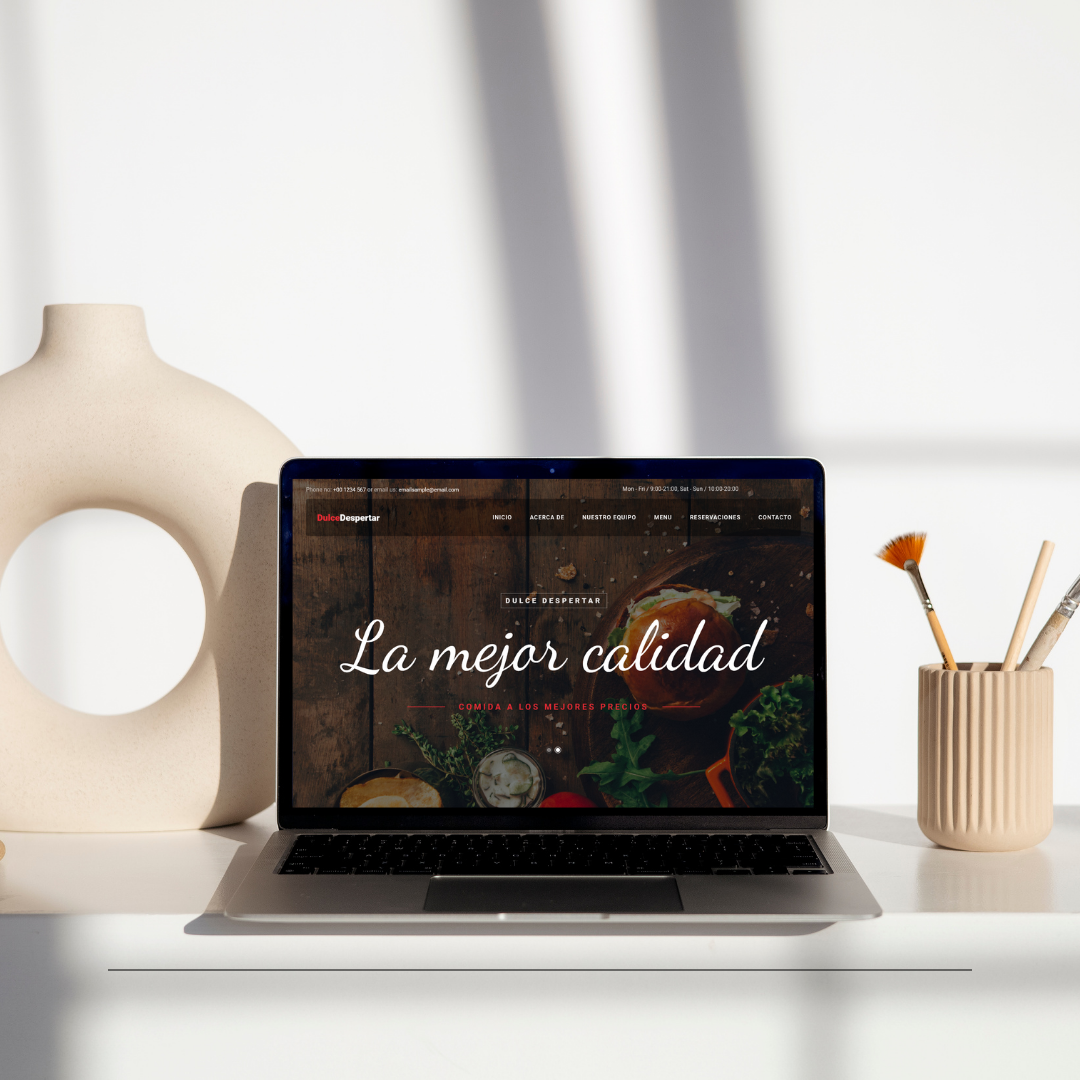 Phone no: +00 1234 567 or email us: emailsample@email.com
Mon - Fri / 9:00-21:00, Sat - Sun / 10:00-20:00
DulceDespertar
INICIO ACERCA DE NUESTRO EQUIPO MENU RESERVACIONES CONTACTO
DULCE DESPERTAR
La mejor calidad
COMIDA A LOS MEJORES PRECIOS